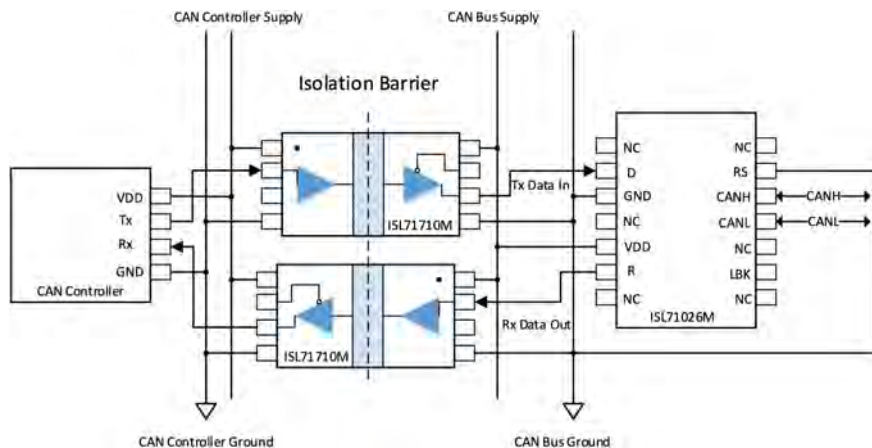 CAN Controller Supply
CAN Bus Supply
Isolation Barrier
VDD
Tx
Rx
GND
CAN Controller
ISL71710M
ISL71710M
Tx Data In
Rx Data Out
NC
D
GND
NC
VDD
R
NC
NC
RS
CANH
CANL
NC
LBK
NC
CANH
CANL
ISL71026M
CAN Controller Ground
CAN Bus Ground